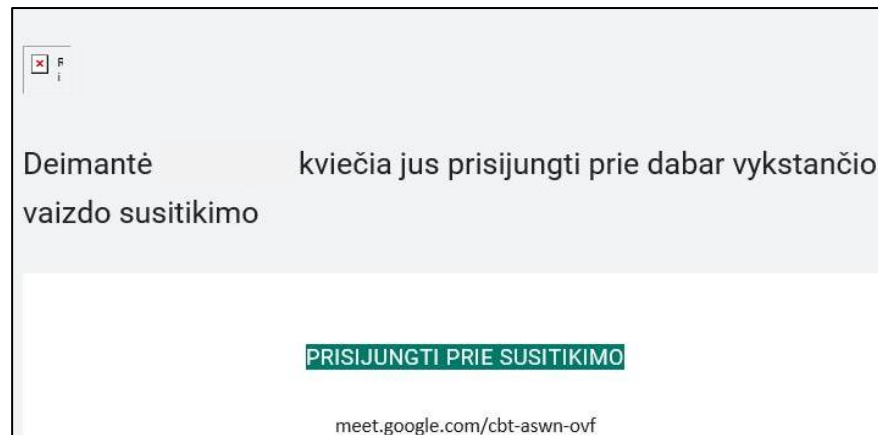 Deimantė kviečia jus prisijungti prie dabar vykstančio
vaizdo susitikimo
PRISIJUNGTI PRIE SUSITIKIMO
meet.google.com/cbt-aswn-ovf